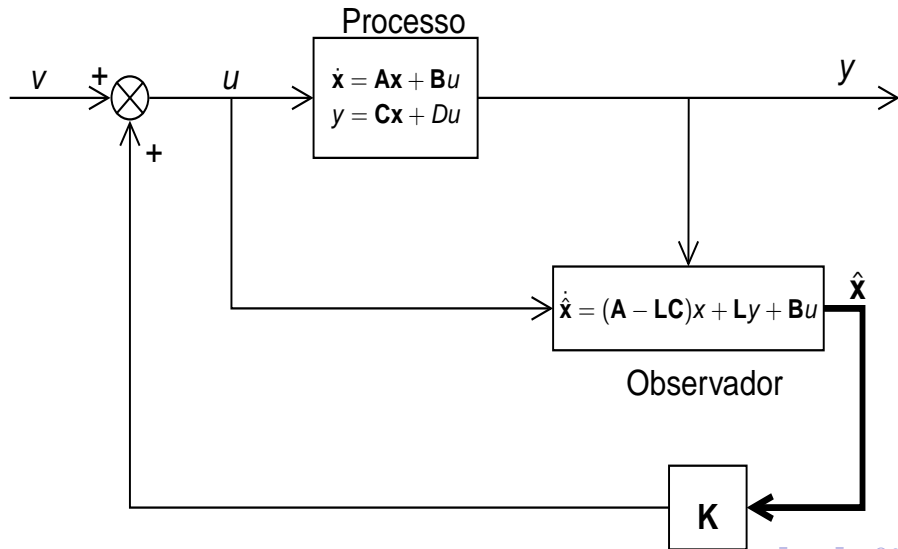 Processo
v
+
u
ẋ = Ax + Bu
y = Cx + Du
y
+
x̂̇ = (A − LC)x + Ly + Bu
x̂
Observador
K